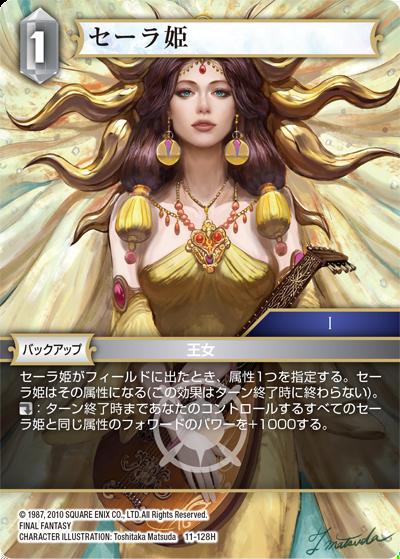 1
セーラ姫
I
バックアップ
王女
セーラ姫がフィールドに出たとき、属性1つを指定する。セー
ラ姫はその属性になる(この効果はターン終了時に終わらない)。
：ターン終了時まであなたのコントロールするすべてのセー
ラ姫と同じ属性のフォワードのパワーを+1000する。
© 1987, 2010 SQUARE ENIX CO., LTD.All Rights Reserved.
FINAL FANTASY
CHARACTER ILLUSTRATION: Toshitaka Matsuda
11-128H
T matsuda